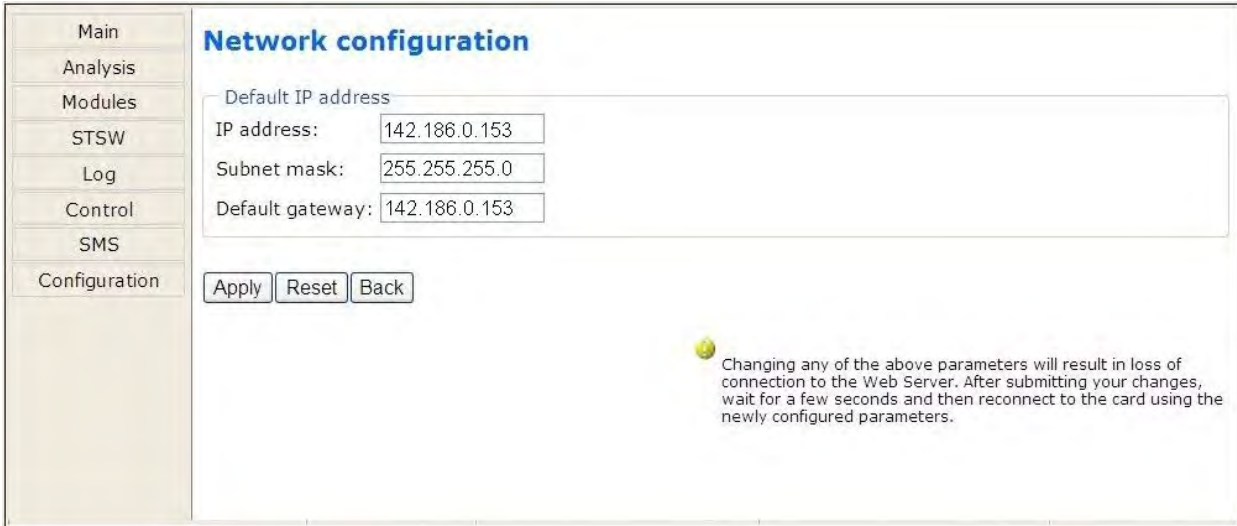 Main
Analysis
Modules
STSW
Log
Control
SMS
Configuration
Network configuration
Default IP address
IP address: 142.186.0.153
Subnet mask: 255.255.255.0
Default gateway: 142.186.0.153
Apply Reset Back
Changing any of the above parameters will result in loss of
connection to the Web Server. After submitting your changes,
wait for a few seconds and then reconnect to the card using the
newly configured parameters.